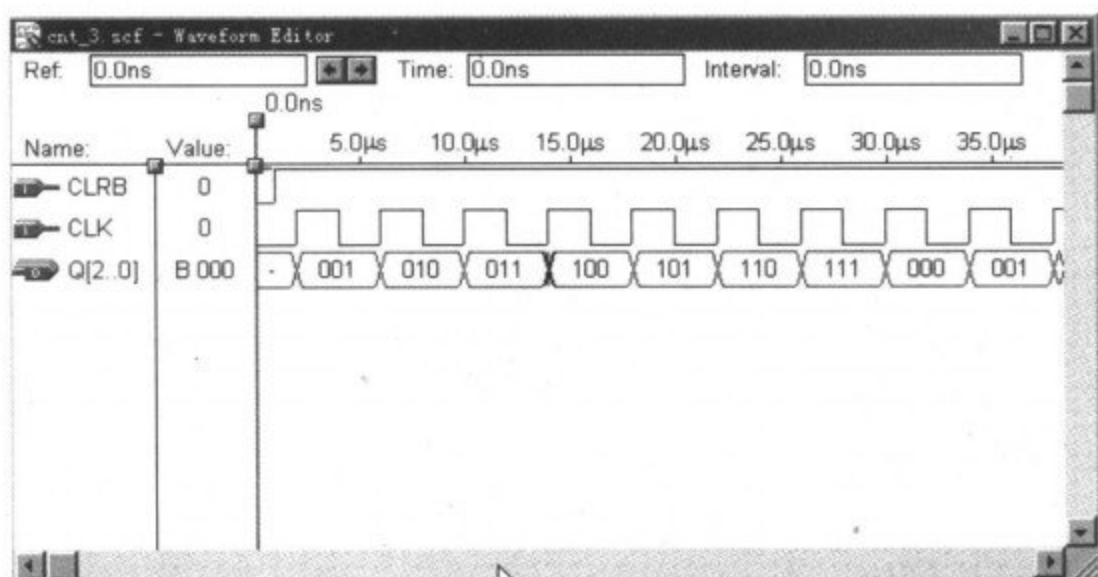 cnt_3.scf - Waveform Editor
Ref: 0.0ns Time: 0.0ns Interval: 0.0ns
0.0ns
5.0μs 10.0μs 15.0μs 20.0μs 25.0μs 30.0μs 35.0μs
Name: Value:
CLRB 0
CLK 0
Q[2..0] B 000 - 001 010 011 100 101 110 111 000 001